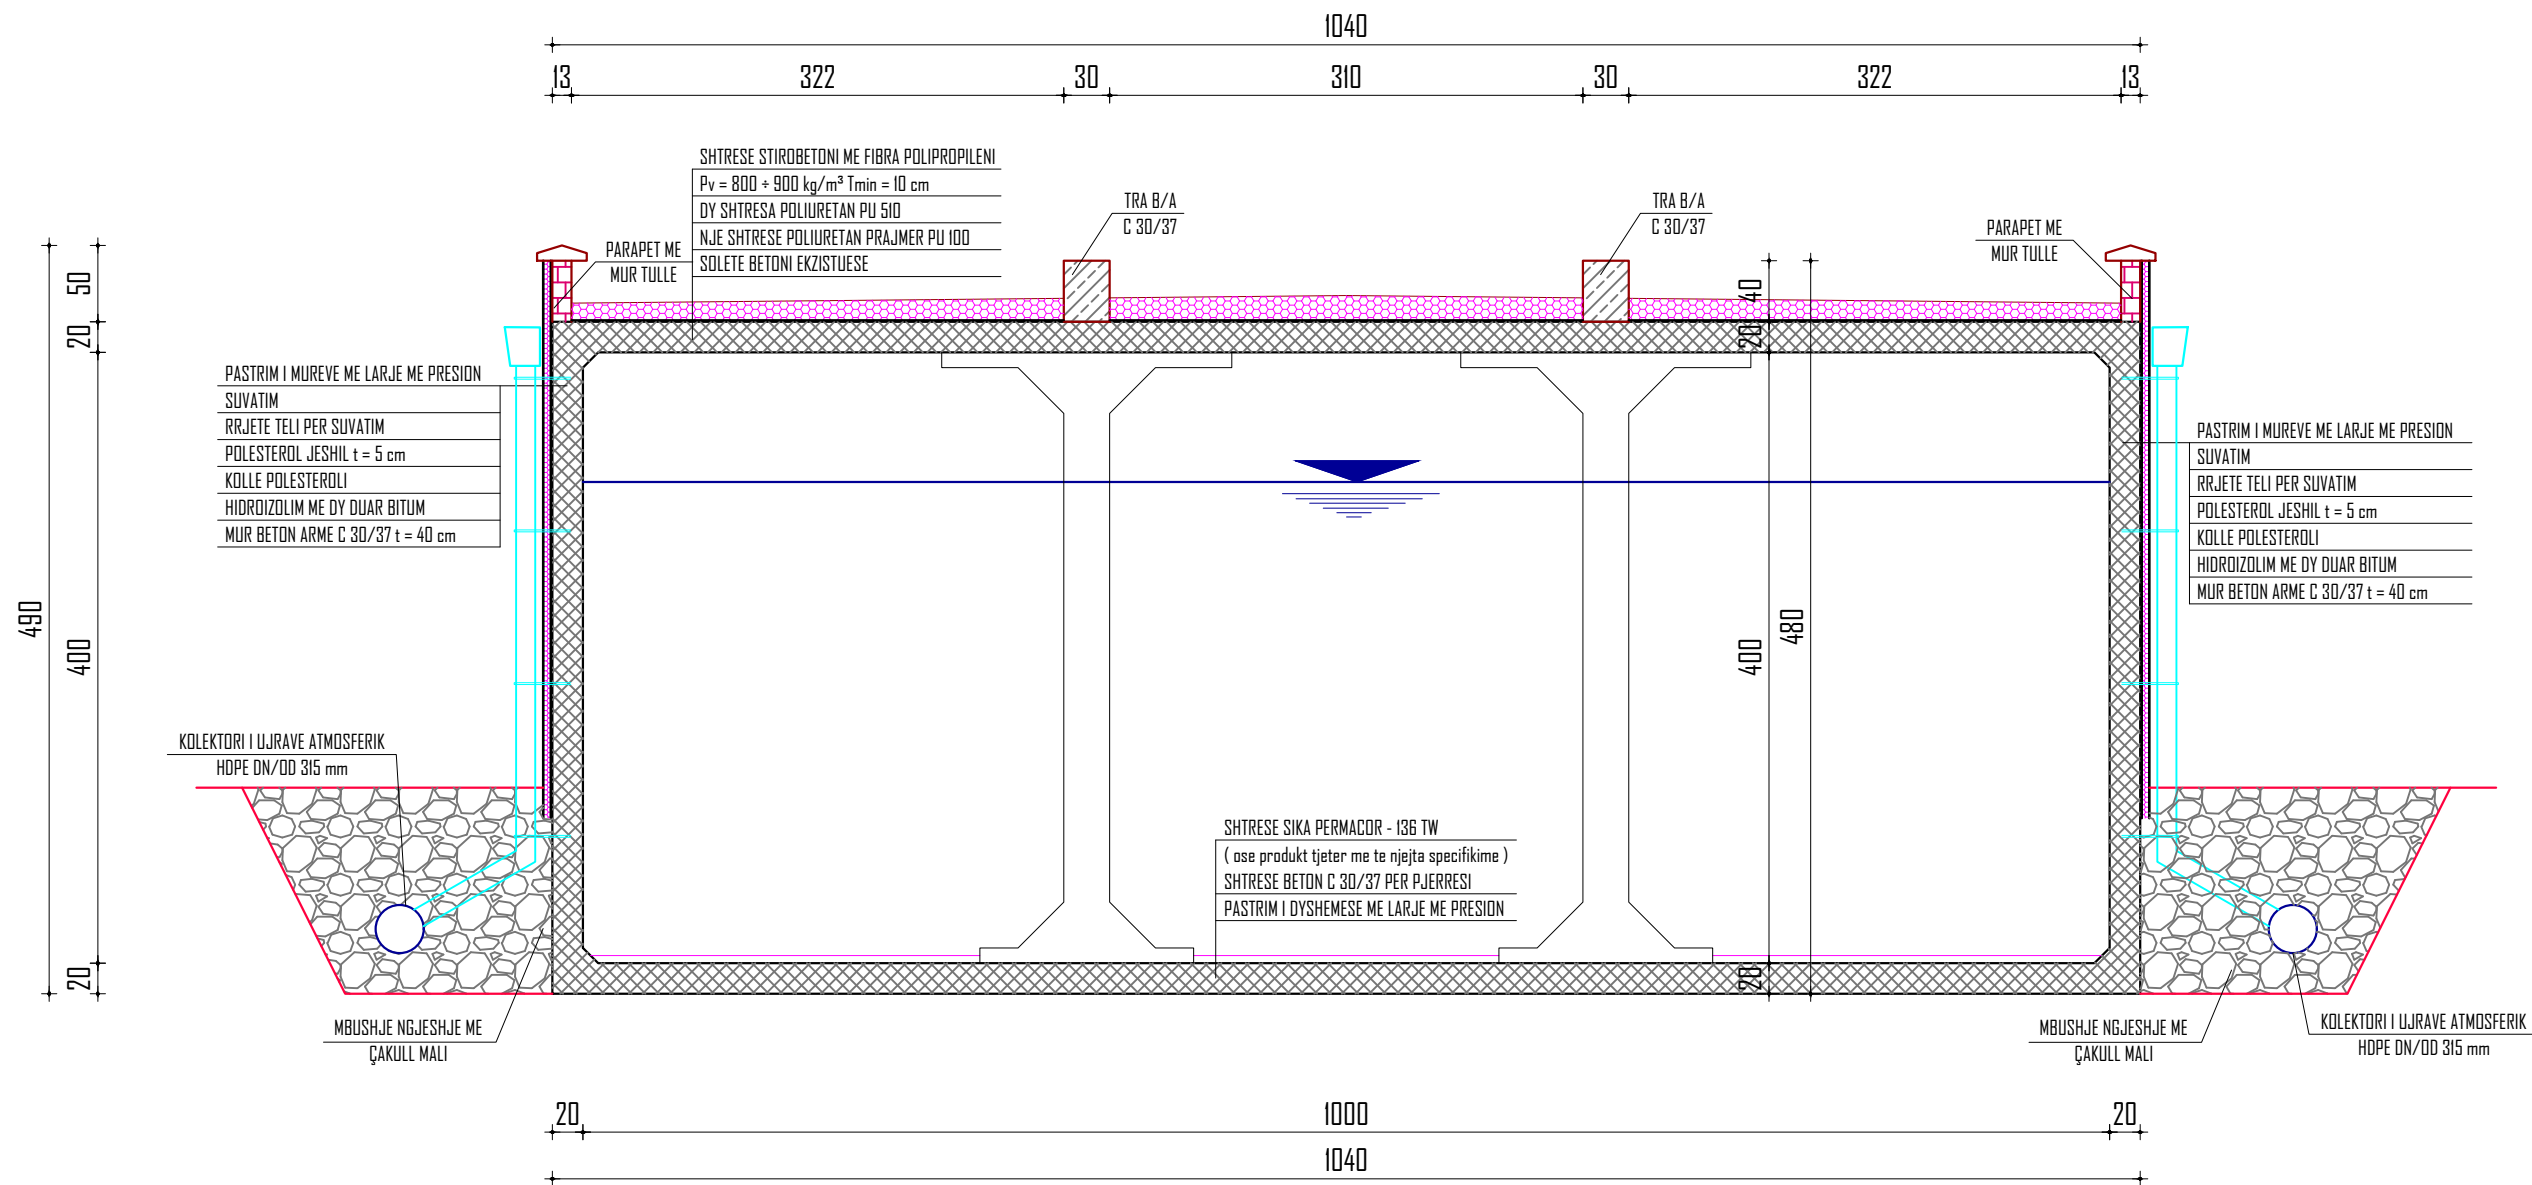 1040
13
322
30
310
30
322
13
SHTRESE STIROBETONI ME FIBRA POLIPROPILENI
Pv = 800 ÷ 900 kg/m³ Tmin = 10 cm
DY SHTRESA POLIURETAN PU 510
NJE SHTRESE POLIURETAN PRAJMER PU 100
SOLETE BETONI EKZISTUESE
PARAPET ME
MUR TULLE
TRA B/A
C 30/37
TRA B/A
C 30/37
PARAPET ME
MUR TULLE
50
20
490
400
20
40
20
400
480
20
PASTRIM I MUREVE ME LARJE ME PRESION
SUVATIM
RRJETE TELI PER SUVATIM
POLESTEROL JESHIL t = 5 cm
KOLLE POLESTEROLI
HIDROIZOLIM ME DY DUAR BITUM
MUR BETON ARME C 30/37 t = 40 cm
PASTRIM I MUREVE ME LARJE ME PRESION
SUVATIM
RRJETE TELI PER SUVATIM
POLESTEROL JESHIL t = 5 cm
KOLLE POLESTEROLI
HIDROIZOLIM ME DY DUAR BITUM
MUR BETON ARME C 30/37 t = 40 cm
KOLEKTORI I UJRAVE ATMOSFERIK
HDPE DN/OD 315 mm
SHTRESE SIKA PERMACOR - 136 TW
( ose produkt tjeter me te njejta specifikime )
SHTRESE BETON C 30/37 PER PJERRESI
PASTRIM I DYSHEMESE ME LARJE ME PRESION
MBUSHJE NGJESHJE ME
ÇAKULL MALI
MBUSHJE NGJESHJE ME
ÇAKULL MALI
KOLEKTORI I UJRAVE ATMOSFERIK
HDPE DN/OD 315 mm
20
1000
20
1040